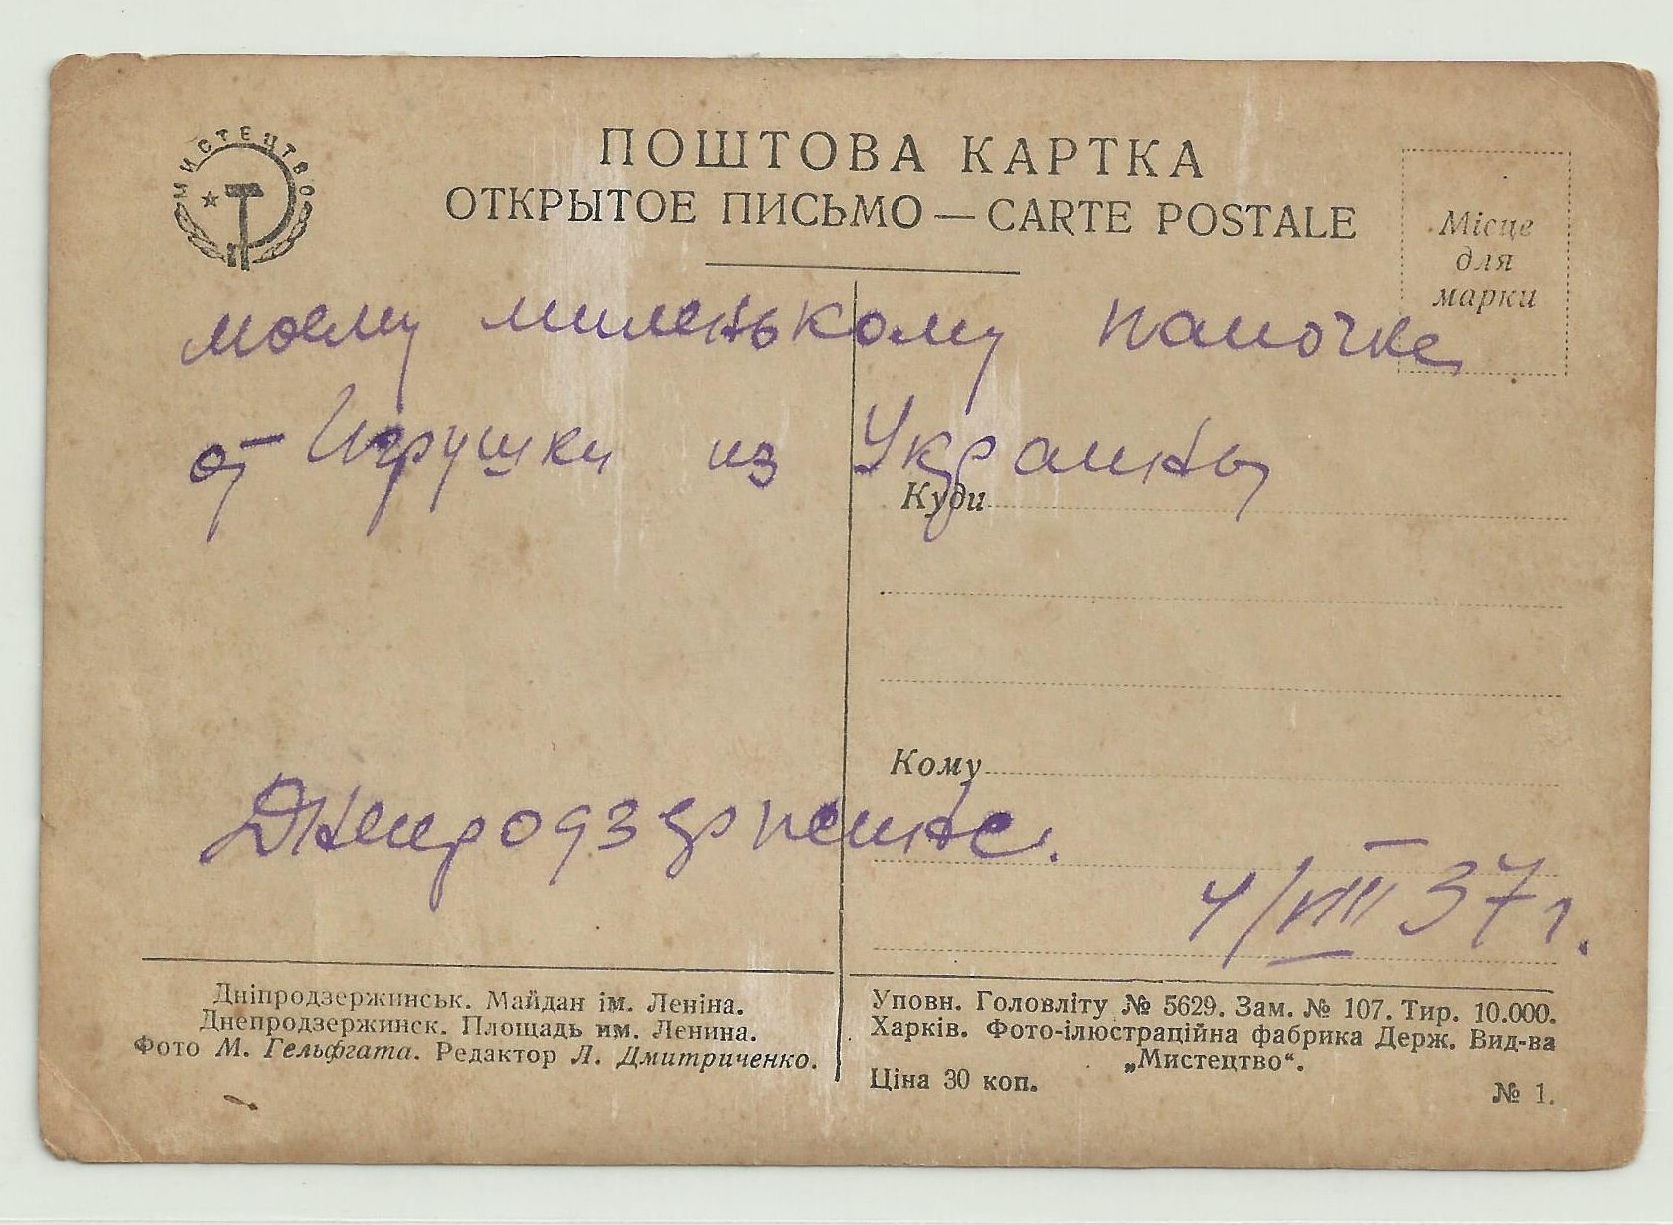 МИСТЕЦТВО
ПОШТОВА КАРТКА
ОТКРЫТОЕ ПИСЬМО — CARTE POSTALE
Місце
для
марки
моему миленькому папочке
от Игрушки из Украины
Куди
Кому
Днепродзержинск.
4/VIII 37 г.
Дніпродзержинськ. Майдан ім. Леніна.
Днепродзержинск. Площадь им. Ленина.
Фото М. Гельфгата. Редактор Л. Дмитриченко.
Уповн. Головліту № 5629. Зам. № 107. Тир. 10.000.
Харків. Фото-ілюстраційна фабрика Держ. Вид-ва
„Мистецтво“.
Ціна 30 коп.
№ 1.